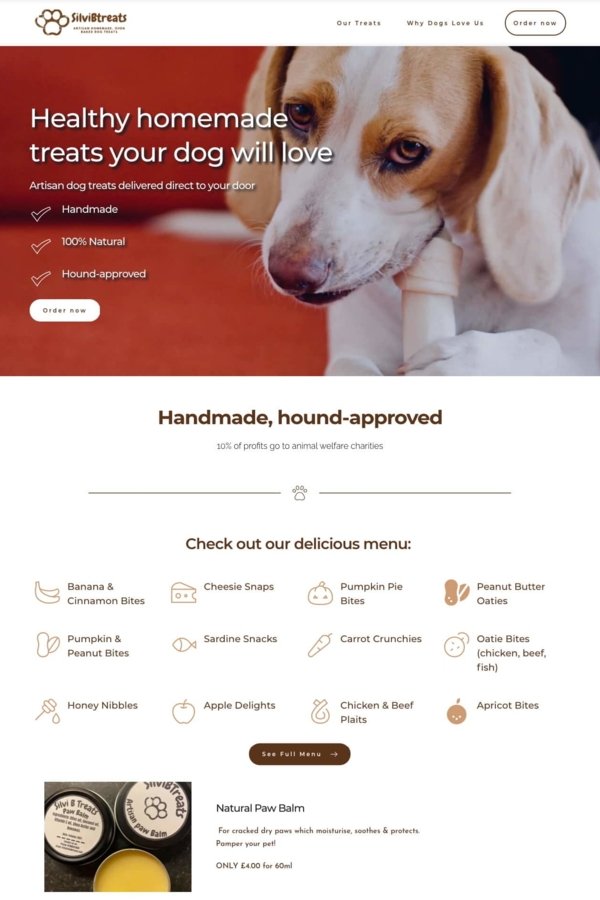 SilviBtreats
ARTISAN HOMEMADE, OVEN
BAKED DOG TREATS
Our Treats
Why Dogs Love Us
Order now
Healthy homemade
treats your dog will love
Artisan dog treats delivered direct to your door
Handmade
100% Natural
Hound-approved
Order now
Handmade, hound-approved
10% of profits go to animal welfare charities
Check out our delicious menu:
Banana &
Cinnamon Bites
Cheesie Snaps
Pumpkin Pie
Bites
Peanut Butter
Oaties
Pumpkin &
Peanut Bites
Sardine Snacks
Carrot Crunchies
Oatie Bites
(chicken, beef,
fish)
Honey Nibbles
Apple Delights
Chicken & Beef
Plaits
Apricot Bites
See Full Menu
Silvi B Treats
Paw Balm
SilviBTreats
Artisan Paw Balm
Natural Paw Balm
For cracked dry paws which moisturise, soothes & protects.
Pamper your pet!
ONLY £4.00 for 60ml